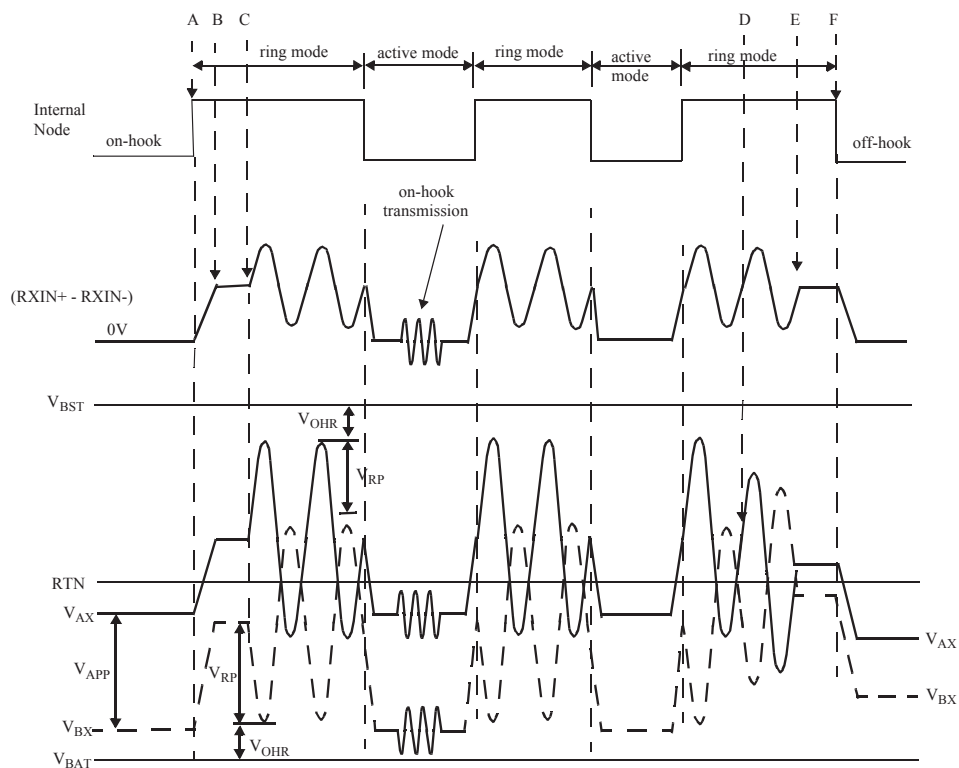 A B C D E F
ring mode active mode ring mode active mode ring mode
Internal
Node
on-hook
off-hook
on-hook
transmission
(RXIN+ - RXIN-)
0V
VBST
VOHR
VRP
RTN
VAX
VAX
VAPP
VRP
VBX
VBX
VOHR
VBAT